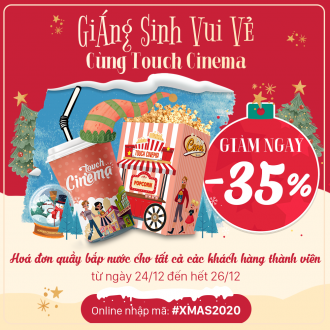 GIÁNG SINH VUI VẺ
CÙNG TOUCH CINEMA
GIẢM NGAY
-35%
Touch
Cinema
TOUCH CINEMA
POPCORN
Hoá đơn quầy bắp nước cho tất cả các khách hàng thành viên
từ ngày 24/12 đến hết 26/12
Online nhập mã: #XMAS2020